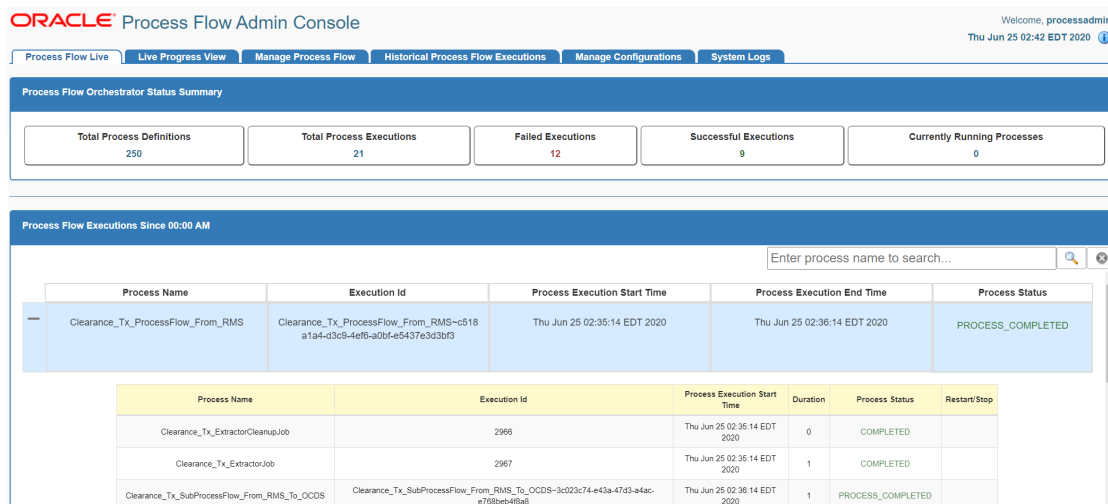 ORACLE® Process Flow Admin Console
Welcome, processadmin
Thu Jun 25 02:42 EDT 2020
Process Flow Live Live Progress View Manage Process Flow Historical Process Flow Executions Manage Configurations System Logs
Process Flow Orchestrator Status Summary
Total Process Definitions Total Process Executions Failed Executions Successful Executions Currently Running Processes
250 21 12 9 0
Process Flow Executions Since 00:00 AM
Enter process name to search...
Process Name Execution Id Process Execution Start Time Process Execution End Time Process Status
Clearance_Tx_ProcessFlow_From_RMS Clearance_Tx_ProcessFlow_From_RMS~c518 Thu Jun 25 02:35:14 EDT 2020 Thu Jun 25 02:36:14 EDT 2020 PROCESS_COMPLETED
a1a4-d3c9-4ef6-a0bf-e5437e3d3bf3
Process Name Execution Id Process Execution Start Duration Process Status Restart/Stop
Time
Clearance_Tx_ExtractorCleanupJob 2966 Thu Jun 25 02:35:14 EDT 0 COMPLETED
2020
Clearance_Tx_ExtractorJob 2967 Thu Jun 25 02:35:14 EDT 1 COMPLETED
2020
Clearance_Tx_SubProcessFlow_From_RMS_To_OCDS Clearance_Tx_SubProcessFlow_From_RMS_To_OCDS~3c023c74-e43a-47d3-a4ac- Thu Jun 25 02:36:14 EDT 1 PROCESS_COMPLETED
e768beb4f8a8 2020